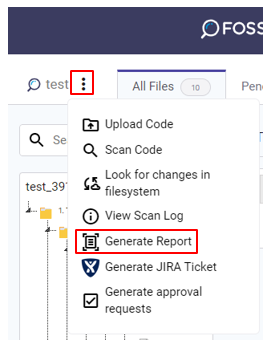 FOSS
test
All Files 10 Pen
Se
Upload Code
Scan Code
Look for changes in
filesystem
test_39
View Scan Log
1.
Generate Report
Generate JIRA Ticket
Generate approval
requests